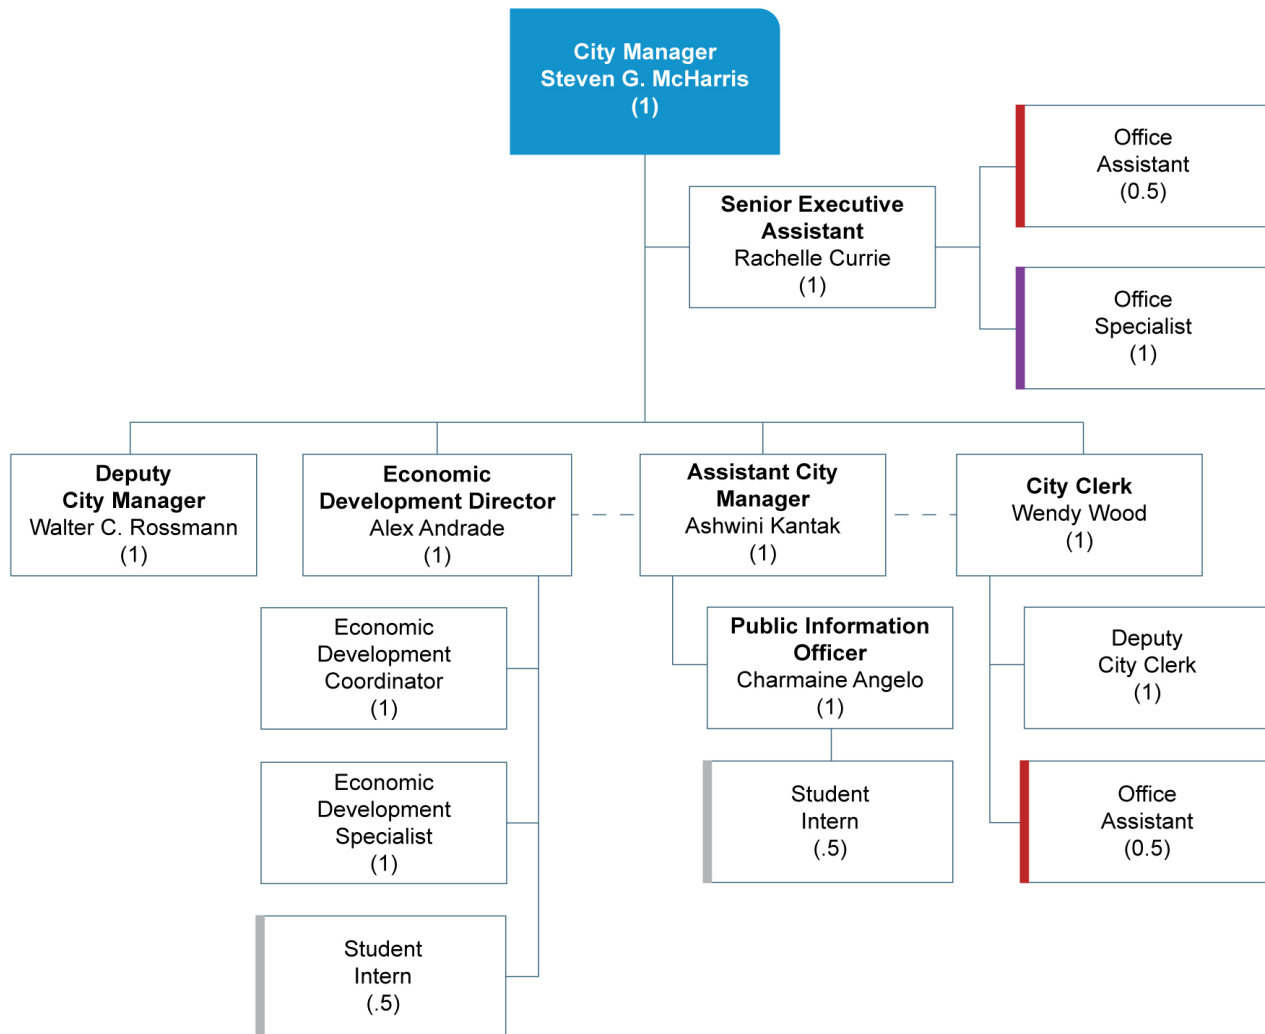 City Manager
Steven G. McHarris
(1)
Senior Executive
Assistant
Rachelle Currie
(1)
Office
Assistant
(0.5)
Office
Specialist
(1)
Deputy
City Manager
Walter C. Rossmann
(1)
Economic
Development Director
Alex Andrade
(1)
Assistant City
Manager
Ashwini Kantak
(1)
City Clerk
Wendy Wood
(1)
Economic
Development
Coordinator
(1)
Economic
Development
Specialist
(1)
Student
Intern
(.5)
Public Information
Officer
Charmaine Angelo
(1)
Student
Intern
(.5)
Deputy
City Clerk
(1)
Office
Assistant
(0.5)